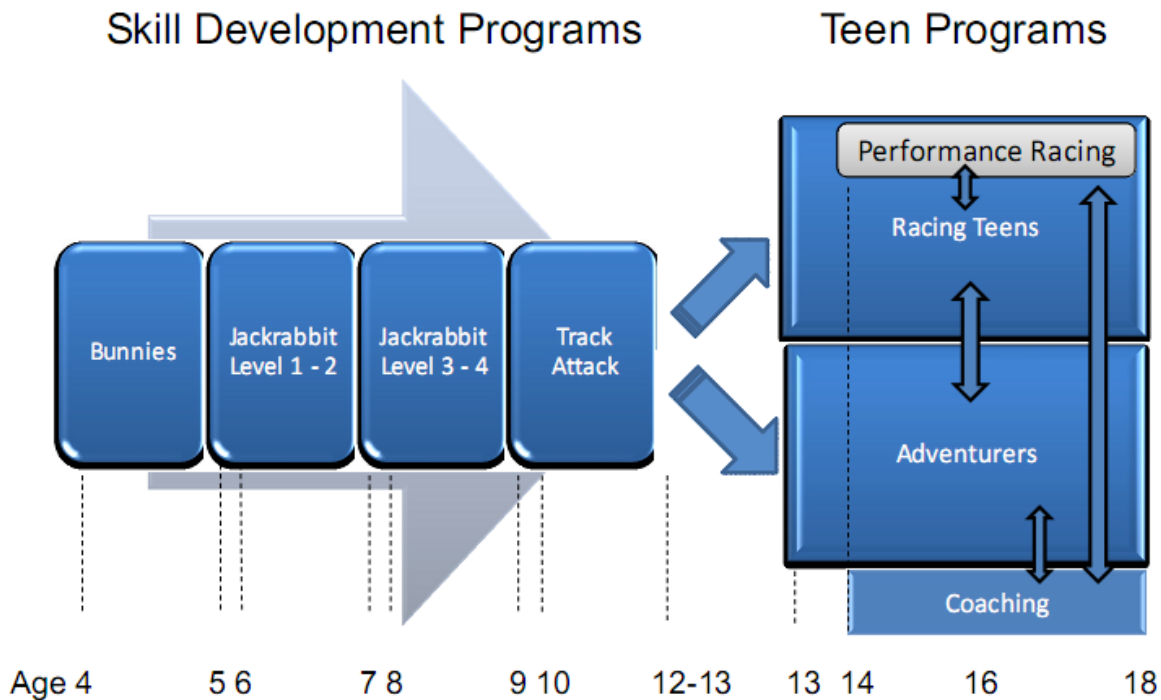 Skill Development Programs
Teen Programs
Performance Racing
Racing Teens
Bunnies
Jackrabbit
Level 1 - 2
Jackrabbit
Level 3 - 4
Track
Attack
Adventurers
Coaching
Age 4 5 6 7 8 9 10 12-13 13 14 16 18